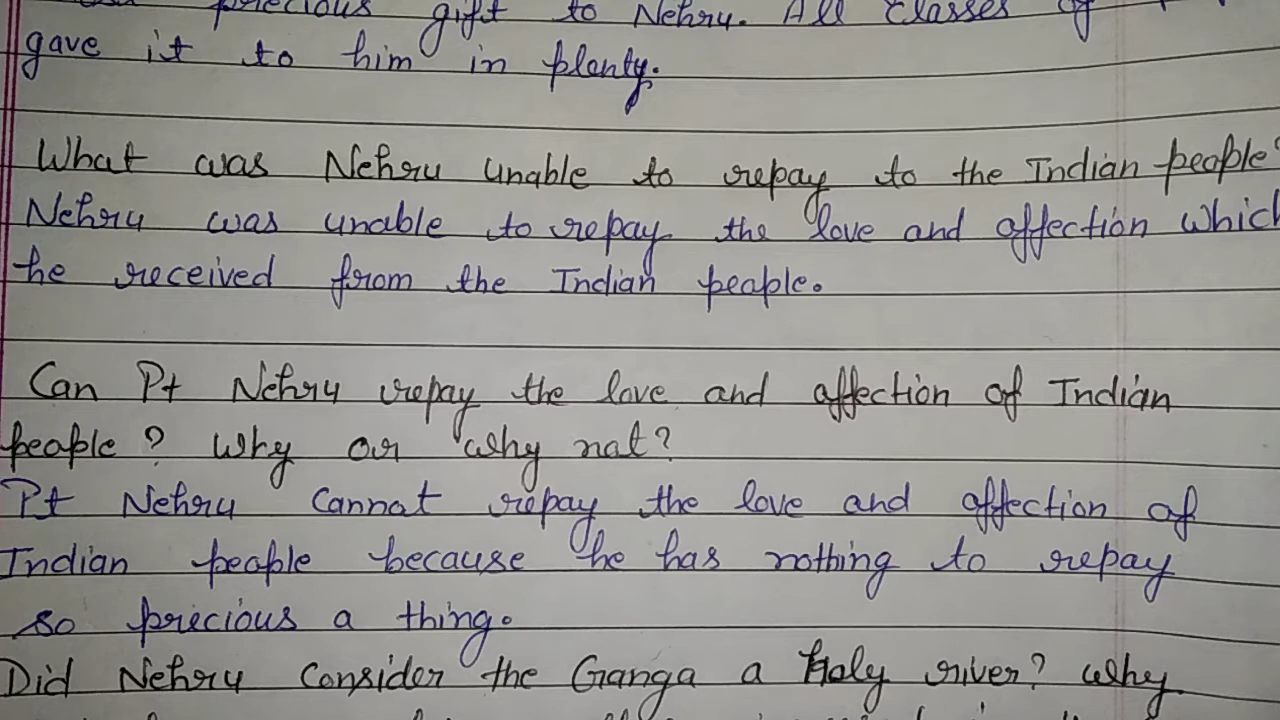 precious gift to Nehru. All classes of
gave it to him in plenty.
What was Nehru unable to repay to the Indian people?
Nehru was unable to repay the love and affection which
he received from the Indian people.
Can Pt Nehru repay the love and affection of Indian
people? Why or why not?
Pt Nehru cannot repay the love and affection of
Indian people because he has nothing to repay
so precious a thing.
Did Nehru consider the Ganga a holy river? Why